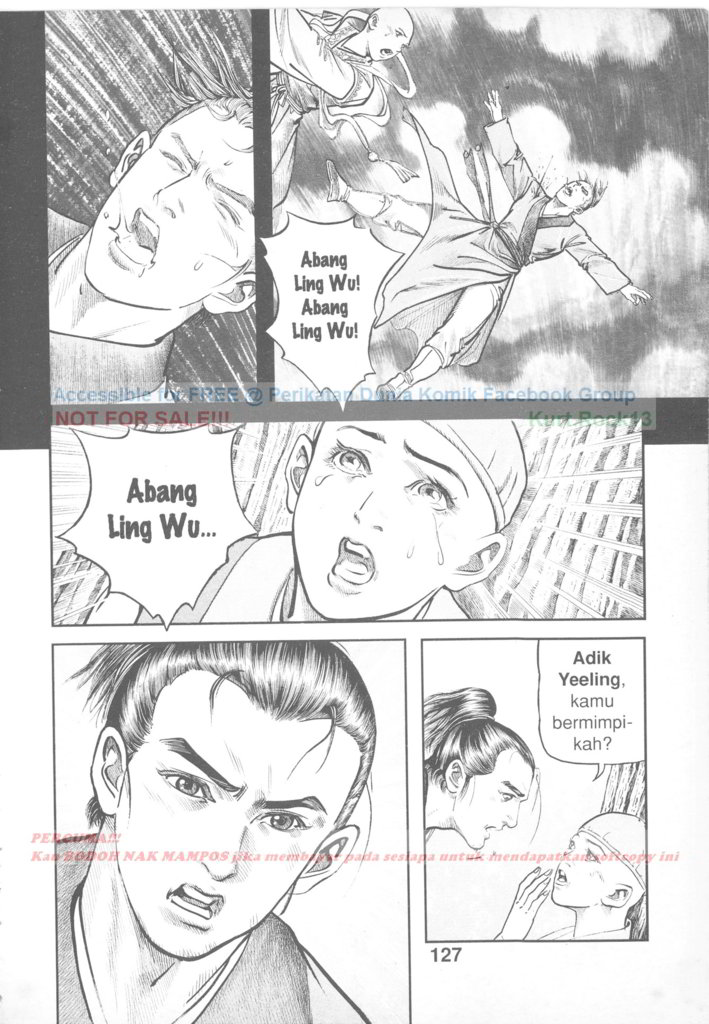 Abang
Ling Wu!
Abang
Ling Wu!
Accessible for FREE @ Perikatan Dunia Komik Facebook Group
NOT FOR SALE!!!
Kurt Rock13
Abang
Ling Wu...
Adik
Yeeling,
kamu
bermimpi-
kah?
PERCUMA!!!
Kau BODOH NAK MAMPOS jika membayar pada sesiapa untuk mendapatkan softcopy ini
127